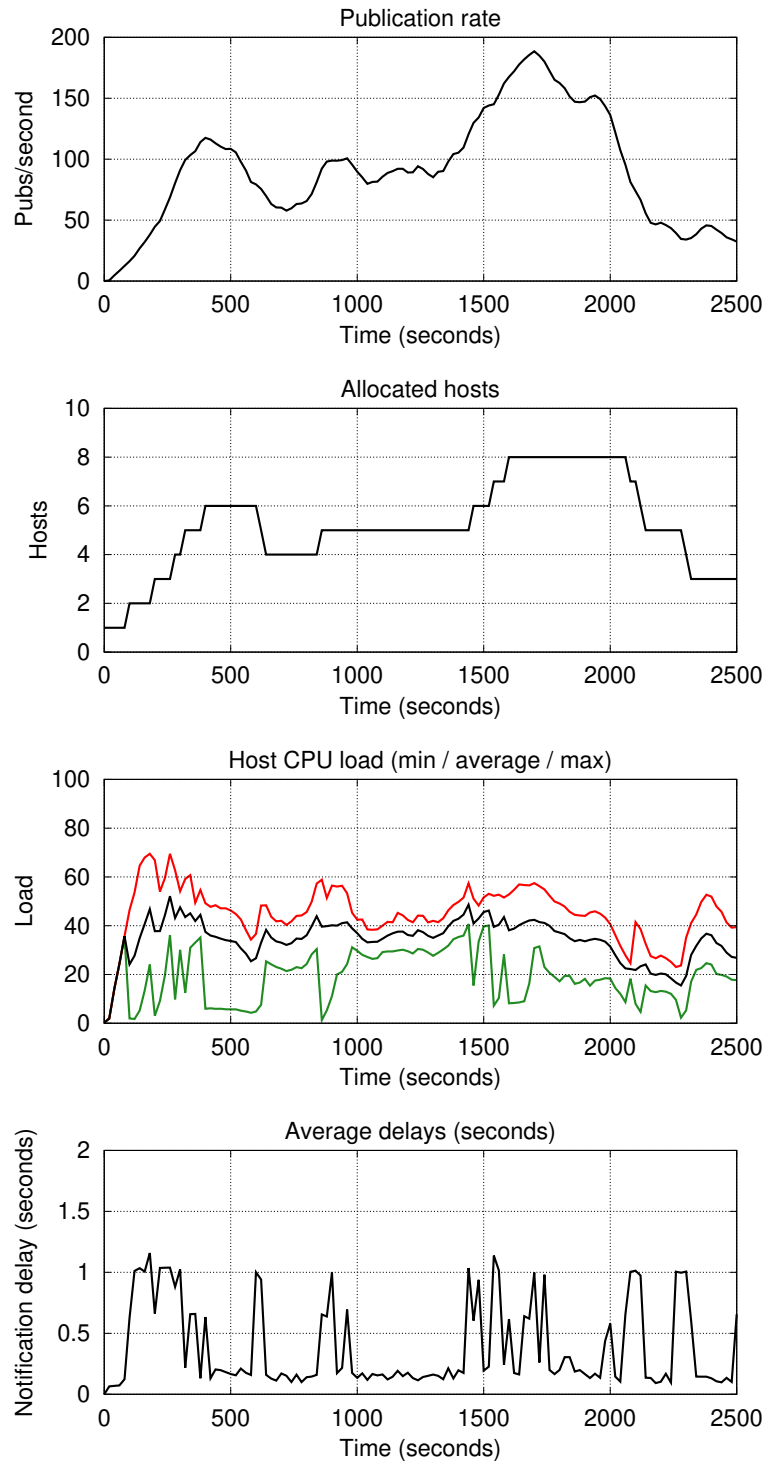 Publication rate
200
150
100
50
0
Pubs/second
0 500 1000 1500 2000 2500
Time (seconds)
Allocated hosts
10
8
6
4
2
0
Hosts
0 500 1000 1500 2000 2500
Time (seconds)
Host CPU load (min / average / max)
100
80
60
40
20
0
Load
0 500 1000 1500 2000 2500
Time (seconds)
Average delays (seconds)
2
1.5
1
0.5
0
Notification delay (seconds)
0 500 1000 1500 2000 2500
Time (seconds)